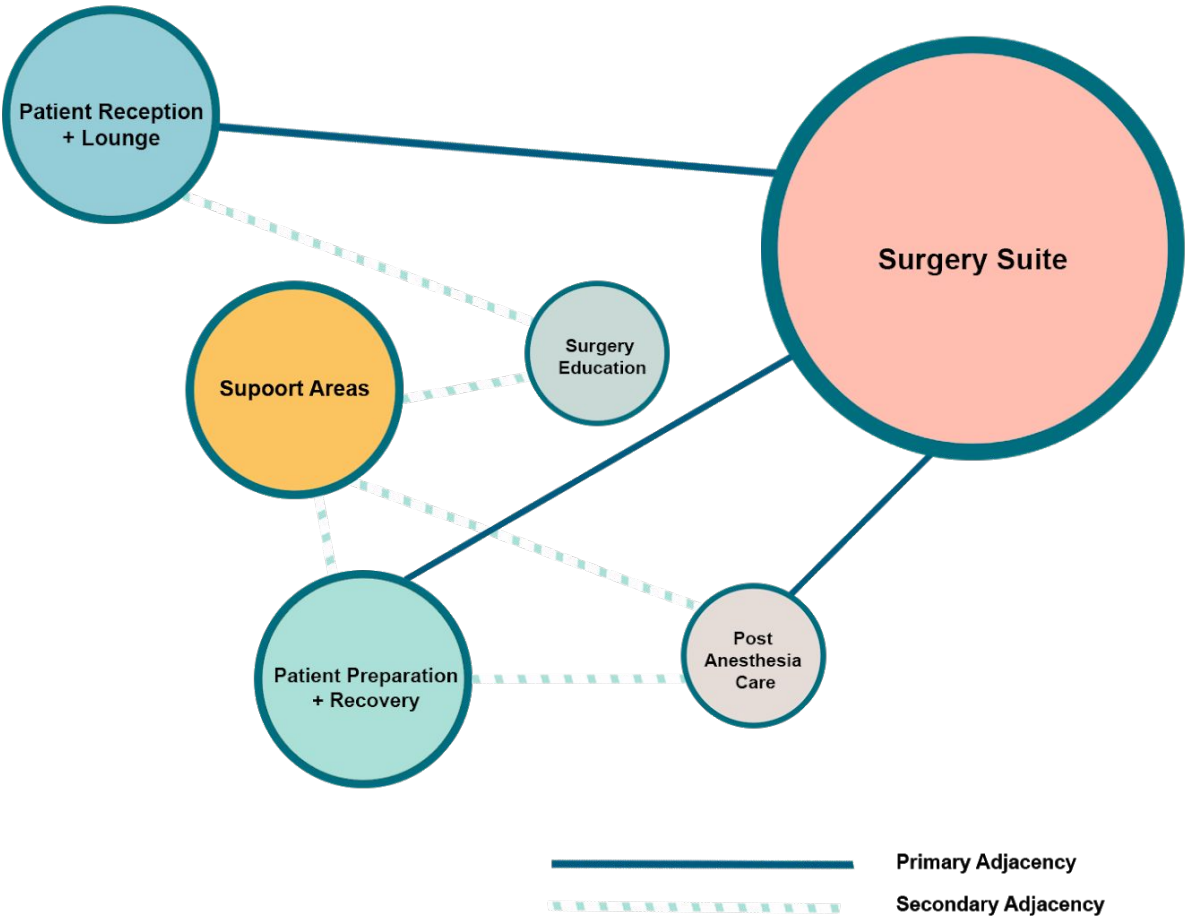 Patient Reception
+ Lounge
Surgery Suite
Surgery
Education
Supoort Areas
Post
Anesthesia
Care
Patient Preparation
+ Recovery
Primary Adjacency
Secondary Adjacency